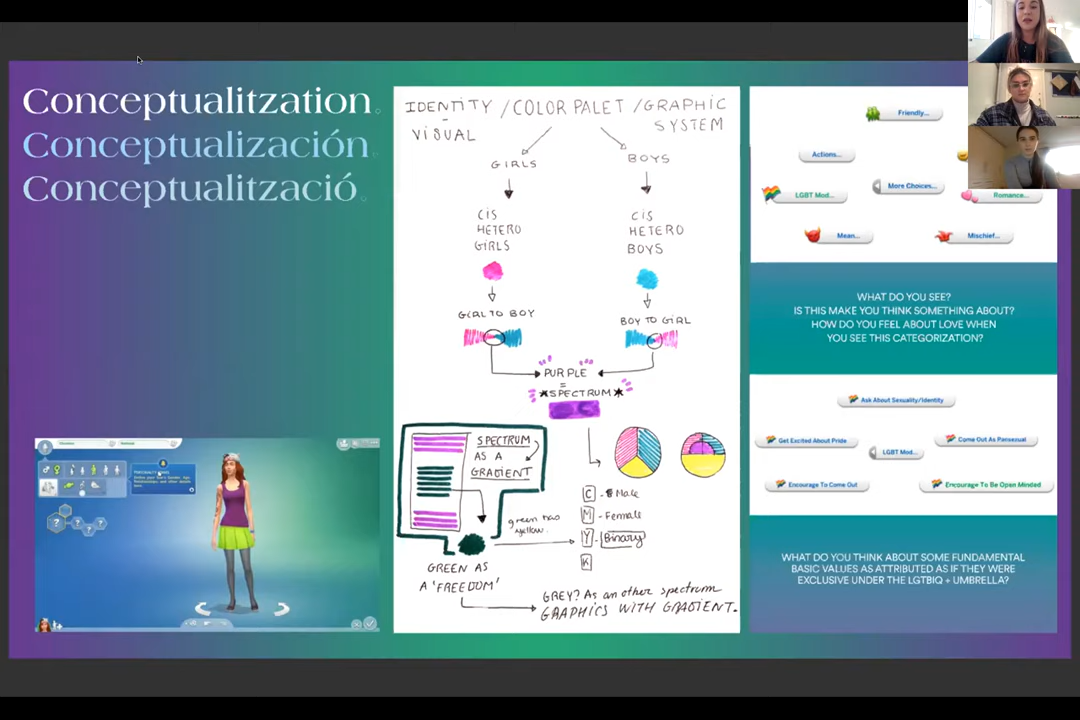 Conceptualitzation
Conceptualización
Conceptualització
IDENTITY / COLOR PALET / GRAPHIC
VISUAL SYSTEM
GIRLS
BOYS
CIS
HETERO
GIRLS
CIS
HETERO
BOYS
GIRL TO BOY
BOY TO GIRL
PURPLE
=
*SPECTRUM*
SPECTRUM
AS A
GRADIENT
green has
yellow.
C - Male
M - Female
Y - Binary
K
GREEN AS
A 'FREEDOM'
GREY? As an other spectrum
GRAPHICS WITH GRADIENT.
Friendly...
Actions...
More Choices...
LGBT Mod...
Romance...
Mean...
Mischief...
WHAT DO YOU SEE?
IS THIS MAKE YOU THINK SOMETHING ABOUT?
HOW DO YOU FEEL ABOUT LOVE WHEN
YOU SEE THIS CATEGORIZATION?
Ask About Sexuality/Identity
Get Excited About Pride
Come Out As Pansexual
LGBT Mod...
Encourage To Come Out
Encourage To Be Open Minded
WHAT DO YOU THINK ABOUT SOME FUNDAMENTAL
BASIC VALUES AS ATTRIBUTED AS IF THEY WERE
EXCLUSIVE UNDER THE LGTBIQ + UMBRELLA?